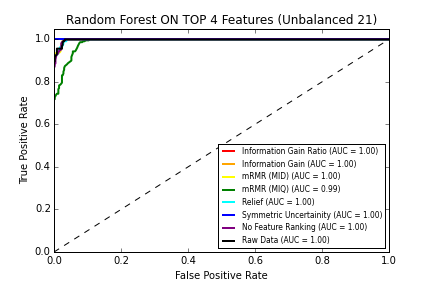 Random Forest ON TOP 4 Features (Unbalanced 21)
1.0
0.8
0.6
0.4
0.2
0.0
True Positive Rate
Information Gain Ratio (AUC = 1.00)
Information Gain (AUC = 1.00)
mRMR (MID) (AUC = 1.00)
mRMR (MIQ) (AUC = 0.99)
Relief (AUC = 1.00)
Symmetric Uncertainity (AUC = 1.00)
No Feature Ranking (AUC = 1.00)
Raw Data (AUC = 1.00)
0.0 0.2 0.4 0.6 0.8 1.0
False Positive Rate